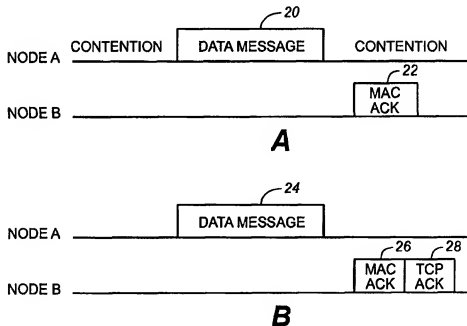 20
CONTENTION DATA MESSAGE CONTENTION
NODE A
22
MAC
ACK
NODE B
A
24
DATA MESSAGE
NODE A
26 28
MAC TCP
ACK ACK
NODE B
B